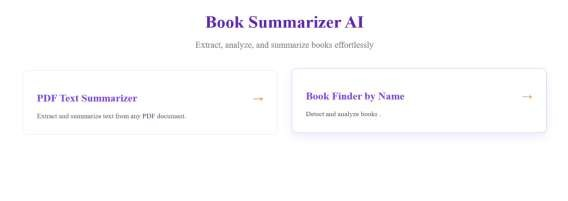 Book Summarizer AI
Extract, analyze, and summarize books effortlessly
PDF Text Summarizer →
Extract and summarize text from any PDF document.
Book Finder by Name →
Detect and analyze books .